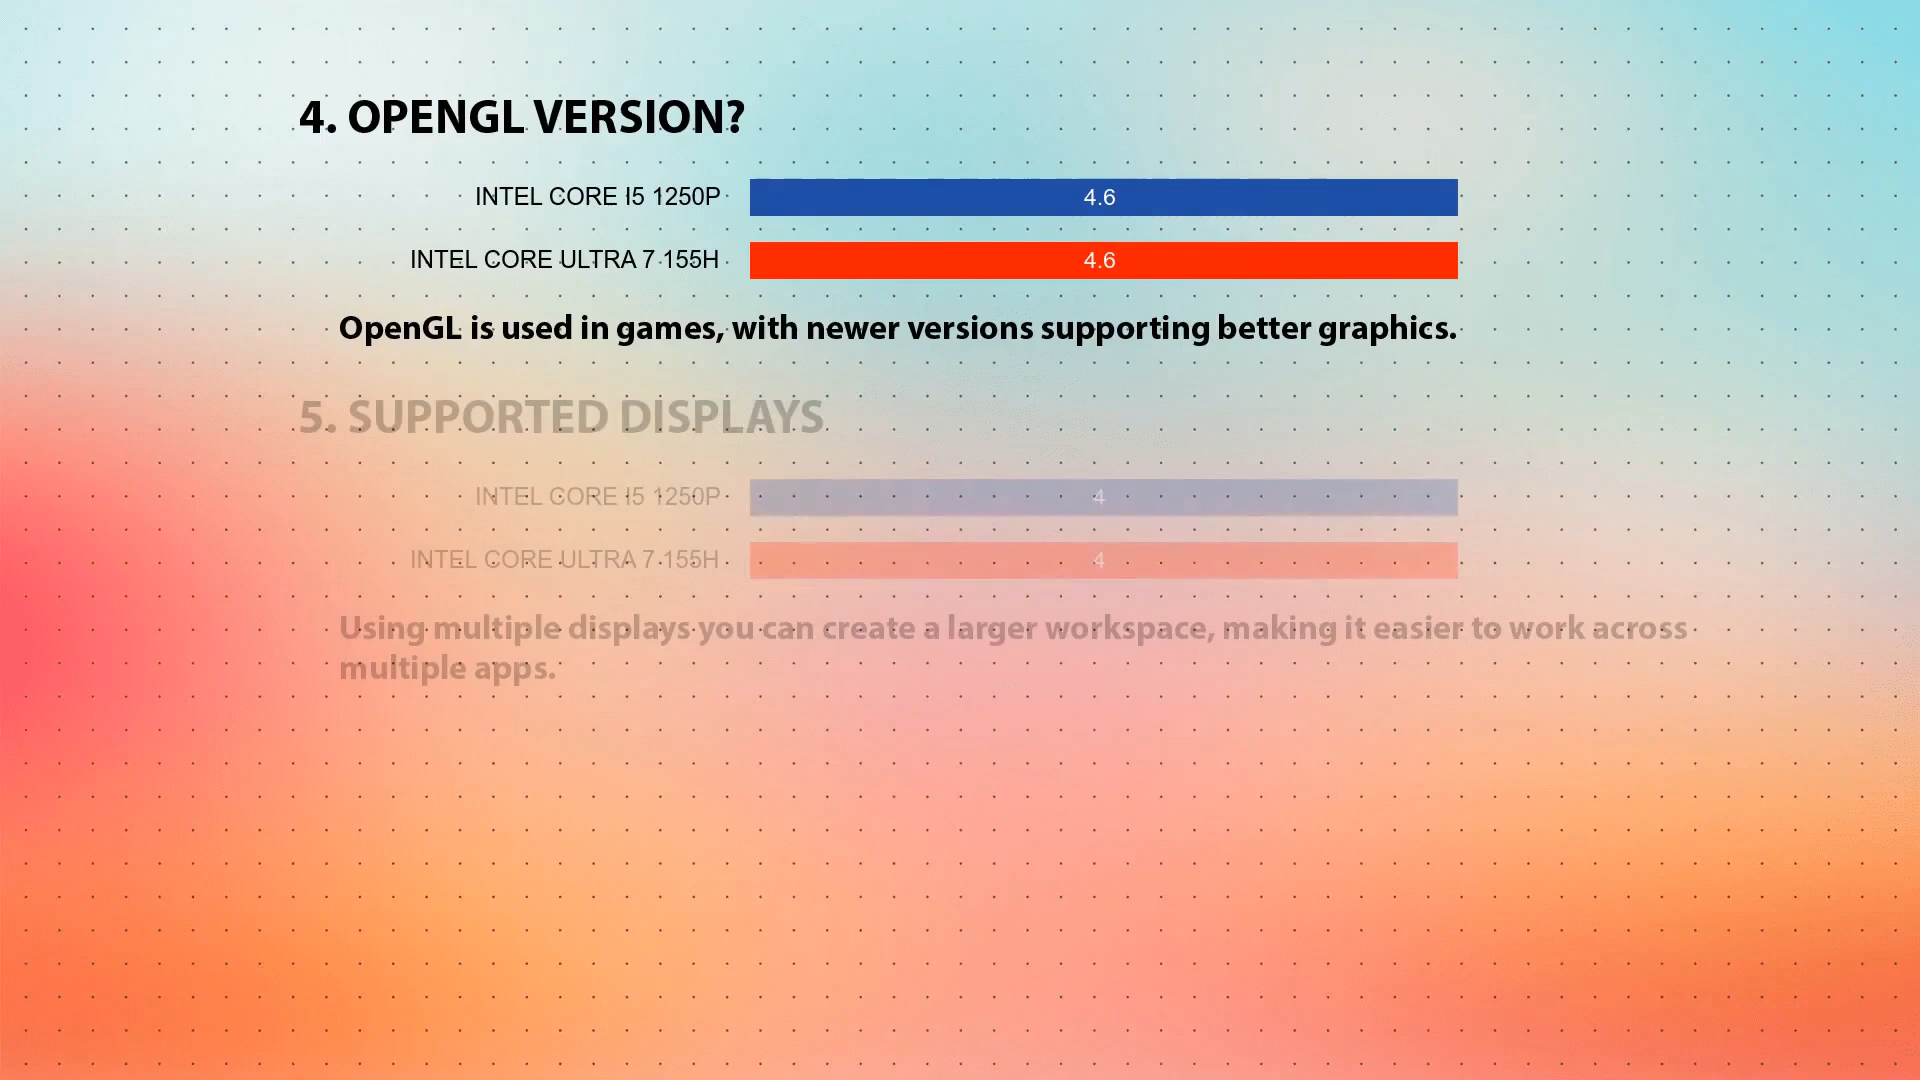 4. OPENGL VERSION?
INTEL CORE I5 1250P
4.6
INTEL CORE ULTRA 7 155H
4.6
OpenGL is used in games, with newer versions supporting better graphics.
5. SUPPORTED DISPLAYS
INTEL CORE I5 1250P
4
INTEL CORE ULTRA 7 155H
4
Using multiple displays you can create a larger workspace, making it easier to work across
multiple apps.